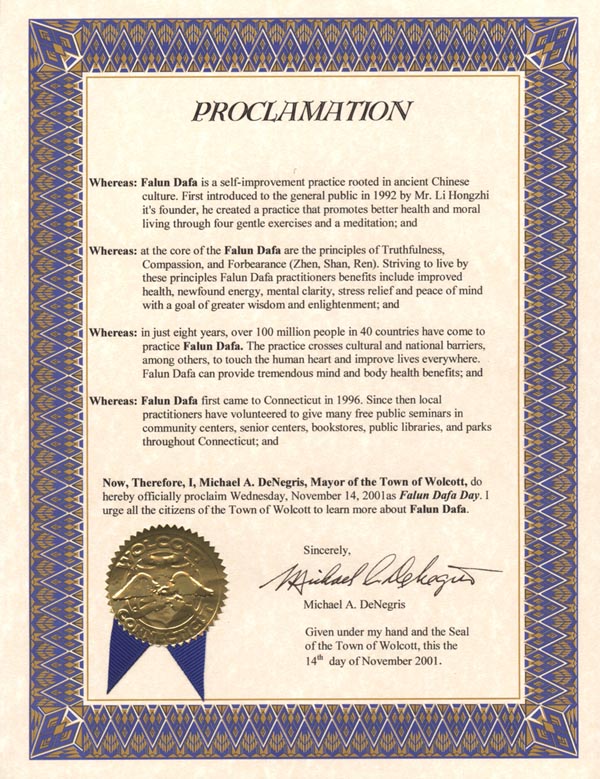 PROCLAMATION
Whereas: Falun Dafa is a self-improvement practice rooted in ancient Chinese
culture. First introduced to the general public in 1992 by Mr. Li Hongzhi
it's founder, he created a practice that promotes better health and moral
living through four gentle exercises and a meditation; and
Whereas: at the core of the Falun Dafa are the principles of Truthfulness,
Compassion, and Forbearance (Zhen, Shan, Ren). Striving to live by
these principles Falun Dafa practitioners benefits include improved
health, newfound energy, mental clarity, stress relief and peace of mind
with a goal of greater wisdom and enlightenment; and
Whereas: in just eight years, over 100 million people in 40 countries have come to
practice Falun Dafa. The practice crosses cultural and national barriers,
among others, to touch the human heart and improve lives everywhere.
Falun Dafa can provide tremendous mind and body health benefits; and
Whereas: Falun Dafa first came to Connecticut in 1996. Since then local
practitioners have volunteered to give many free public seminars in
community centers, senior centers, bookstores, public libraries, and parks
throughout Connecticut; and
Now, Therefore, I, Michael A. DeNegris, Mayor of the Town of Wolcott, do
hereby officially proclaim Wednesday, November 14, 2001as Falun Dafa Day. I
urge all the citizens of the Town of Wolcott to learn more about Falun Dafa.
WOLCOTT
CONNECTICUT
Sincerely,
Michael A. DeNegris
Michael A. DeNegris
Given under my hand and the Seal
of the Town of Wolcott, this the
14th day of November 2001.